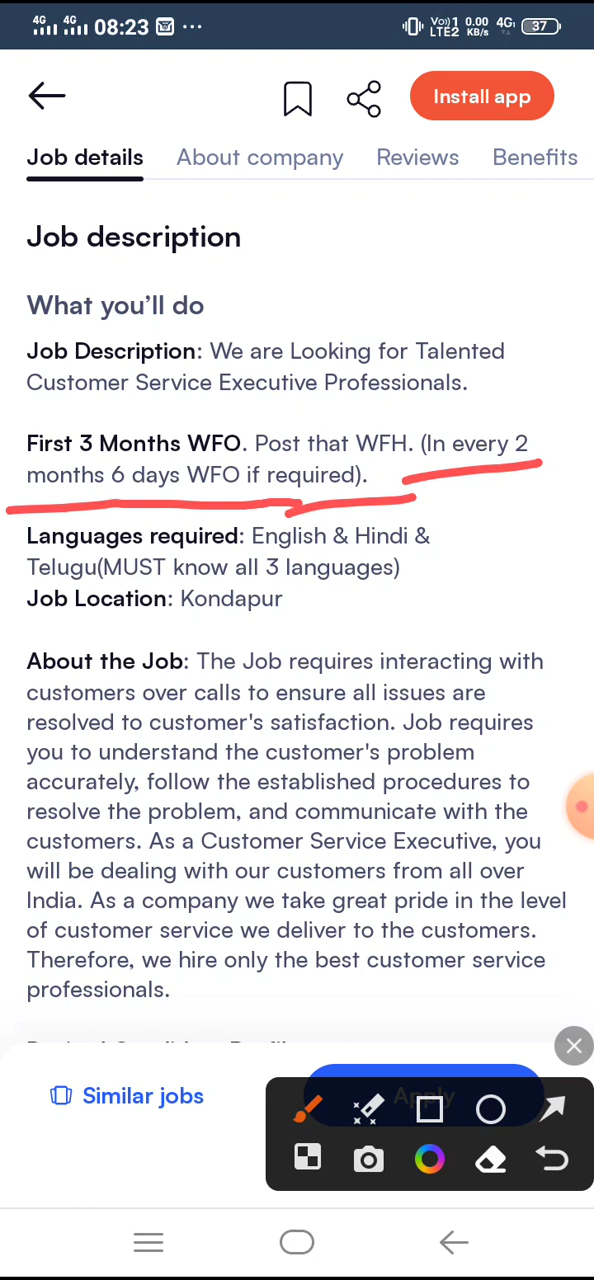 4G 4G 08:23 ... Vo)) 1 LTE2 0.00 KB/s 4G 37
Install app
Job details About company Reviews Benefits
Job description
What you'll do
Job Description: We are Looking for Talented
Customer Service Executive Professionals.
First 3 Months WFO. Post that WFH. (In every 2
months 6 days WFO if required).
Languages required: English & Hindi &
Telugu(MUST know all 3 languages)
Job Location: Kondapur
About the Job: The Job requires interacting with
customers over calls to ensure all issues are
resolved to customer's satisfaction. Job requires
you to understand the customer's problem
accurately, follow the established procedures to
resolve the problem, and communicate with the
customers. As a Customer Service Executive, you
will be dealing with our customers from all over
India. As a company we take great pride in the level
of customer service we deliver to the customers.
Therefore, we hire only the best customer service
professionals.
Similar jobs
Apply